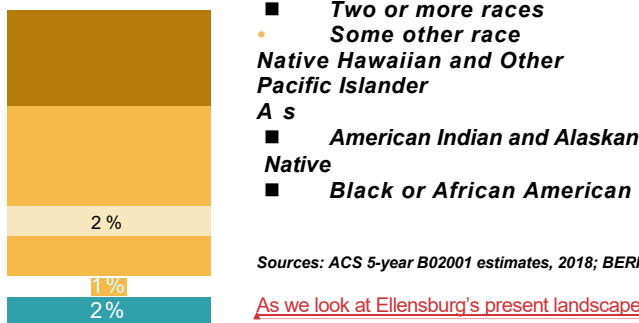 ■ Two or more races
• Some other race
Native Hawaiian and Other
Pacific Islander
A s
■ American Indian and Alaskan
Native
■ Black or African American
2 %
1 %
2 %
Sources: ACS 5-year B02001 estimates, 2018;
As we look at Ellensburg’s present landscape